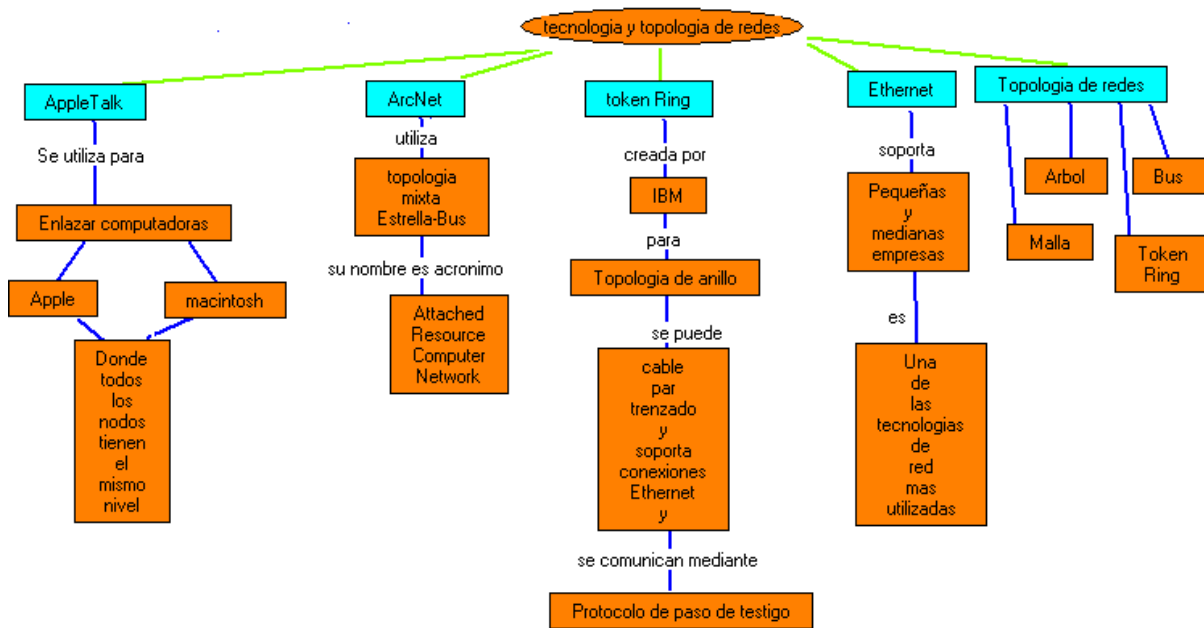 tecnologia y topologia de redes
AppleTalk
ArcNet
token Ring
Ethernet
Topologia de redes
Se utiliza para
utiliza
creada por
soporta
Enlazar computadoras
Apple
macintosh
Donde
todos
los
nodos
tienen
el
mismo
nivel
topologia
mixta
Estrella-Bus
su nombre es acronimo
Attached
Resource
Computer
Network
IBM
para
Topologia de anillo
se puede
cable
par
trenzado
y
soporta
conexiones
Ethernet
y
se comunican mediante
Protocolo de paso de testigo
Pequeñas
y
medianas
empresas
es
Una
de
las
tecnologias
de
red
mas
utilizadas
Malla
Arbol
Token
Ring
Bus